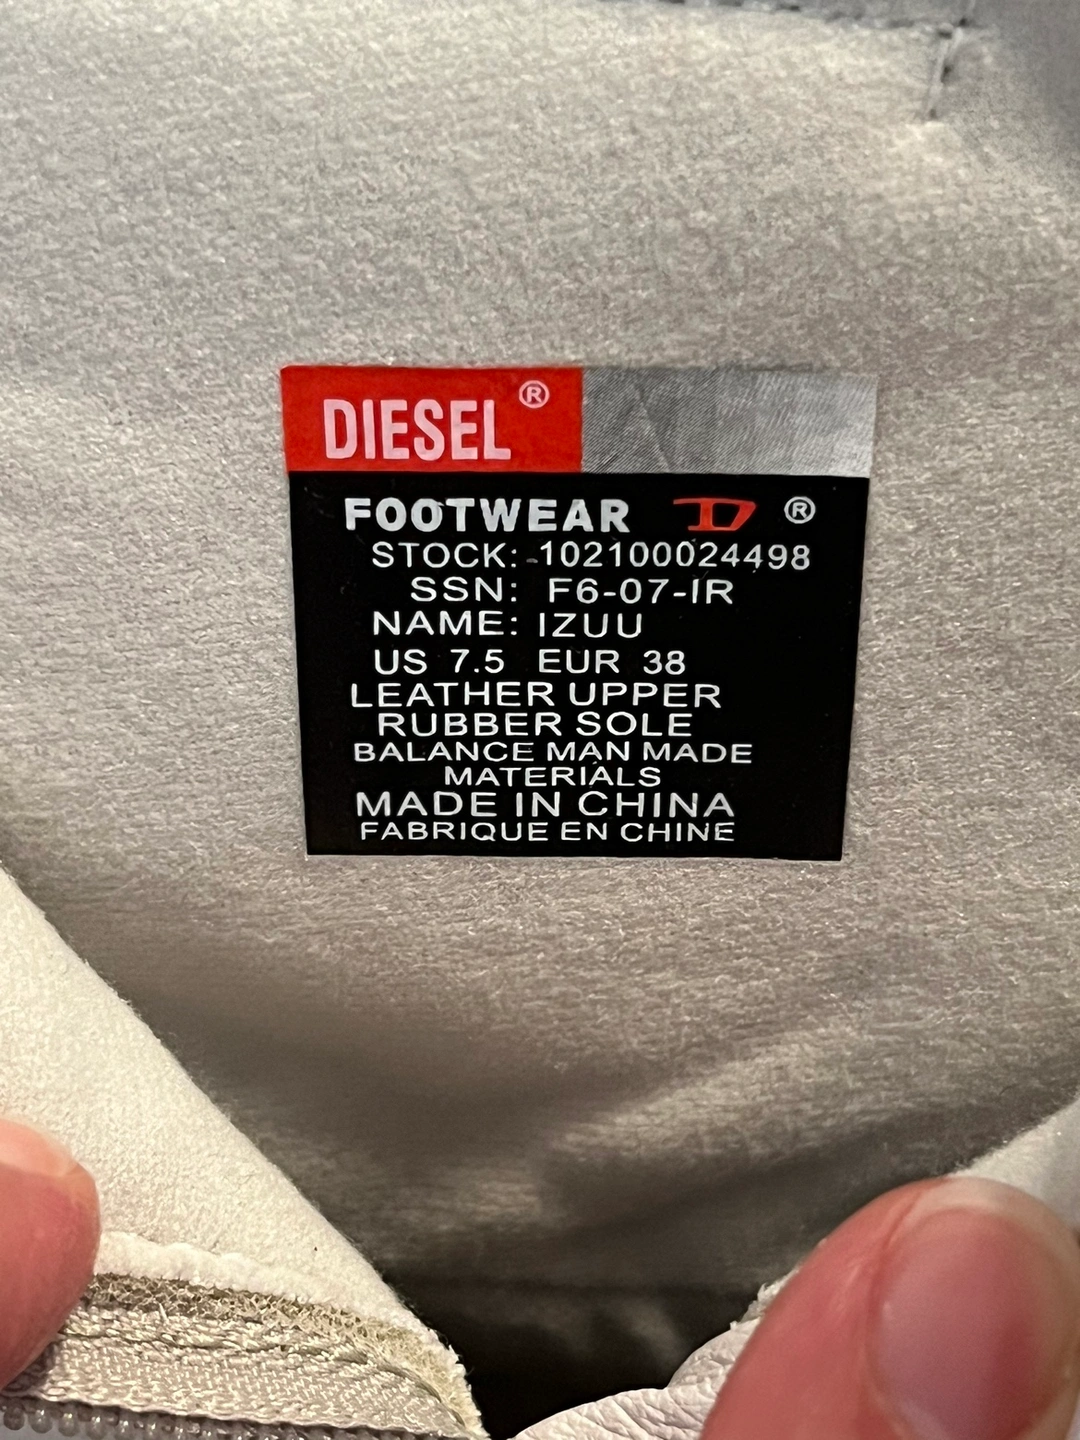 DIESEL®
FOOTWEAR D ®
STOCK: -102100024498
SSN: F6-07-IR
NAME: IZUU
US 7.5 EUR 38
LEATHER UPPER
RUBBER SOLE
BALANCE MAN MADE
MATERIALS
MADE IN CHINA
FABRIQUE EN CHINE